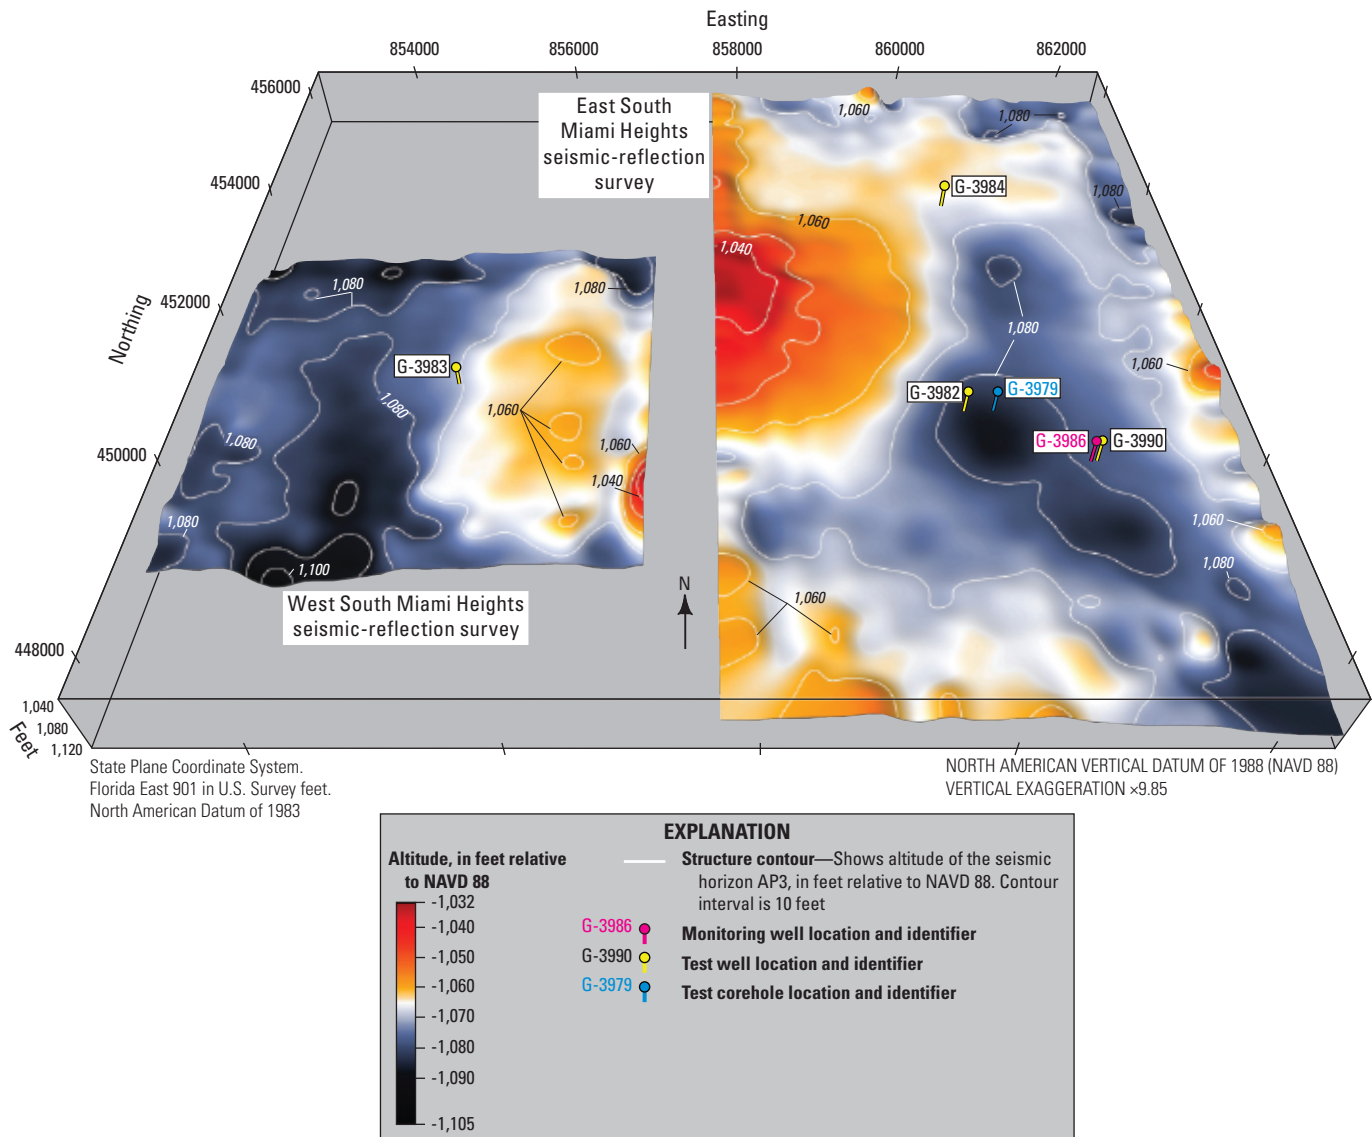 Easting
854000
856000
858000
860000
862000
456000
454000
452000
450000
448000
Northing
East South
Miami Heights
seismic-reflection
survey
1,060
1,080
G-3984
1,080
1,060
1,040
1,080
1,080
1,080
G-3983
1,080
1,080
1,060
1,060
1,040
1,080
1,060
G-3982
G-3979
G-3986
G-3990
1,080
1,100
1,060
1,080
1,060
West South Miami Heights
seismic-reflection survey
N
1,040
1,080
1,120
Feet
State Plane Coordinate System.
Florida East 901 in U.S. Survey feet.
North American Datum of 1983
NORTH AMERICAN VERTICAL DATUM OF 1988 (NAVD 88)
VERTICAL EXAGGERATION ×9.85
EXPLANATION
Altitude, in feet relative
to NAVD 88
-1,032
-1,040
-1,050
-1,060
-1,070
-1,080
-1,090
-1,105
Structure contour—Shows altitude of the seismic
horizon AP3, in feet relative to NAVD 88. Contour
interval is 10 feet
G-3986
Monitoring well location and identifier
G-3990
Test well location and identifier
G-3979
Test corehole location and identifier